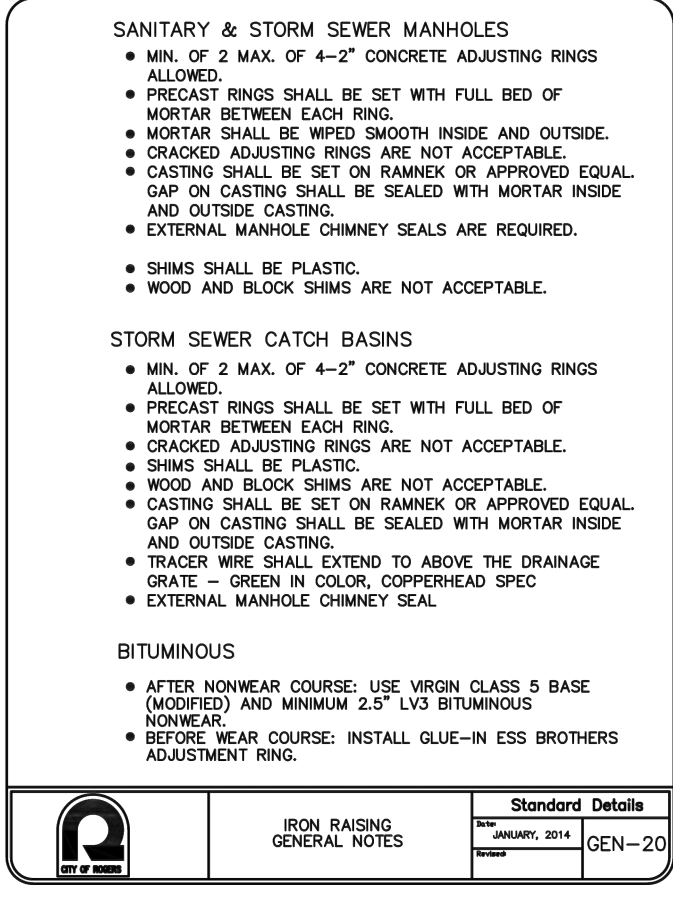 SANITARY & STORM SEWER MANHOLES
● MIN. OF 2 MAX. OF 4–2" CONCRETE ADJUSTING RINGS
ALLOWED.
● PRECAST RINGS SHALL BE SET WITH FULL BED OF
MORTAR BETWEEN EACH RING.
● MORTAR SHALL BE WIPED SMOOTH INSIDE AND OUTSIDE.
● CRACKED ADJUSTING RINGS ARE NOT ACCEPTABLE.
● CASTING SHALL BE SET ON RAMNEK OR APPROVED EQUAL.
GAP ON CASTING SHALL BE SEALED WITH MORTAR INSIDE
AND OUTSIDE CASTING.
● EXTERNAL MANHOLE CHIMNEY SEALS ARE REQUIRED.
● SHIMS SHALL BE PLASTIC.
● WOOD AND BLOCK SHIMS ARE NOT ACCEPTABLE.
STORM SEWER CATCH BASINS
● MIN. OF 2 MAX. OF 4–2" CONCRETE ADJUSTING RINGS
ALLOWED.
● PRECAST RINGS SHALL BE SET WITH FULL BED OF
MORTAR BETWEEN EACH RING.
● CRACKED ADJUSTING RINGS ARE NOT ACCEPTABLE.
● SHIMS SHALL BE PLASTIC.
● WOOD AND BLOCK SHIMS ARE NOT ACCEPTABLE.
● CASTING SHALL BE SET ON RAMNEK OR APPROVED EQUAL.
GAP ON CASTING SHALL BE SEALED WITH MORTAR INSIDE
AND OUTSIDE CASTING.
● TRACER WIRE SHALL EXTEND TO ABOVE THE DRAINAGE
GRATE – GREEN IN COLOR, COPPERHEAD SPEC
● EXTERNAL MANHOLE CHIMNEY SEAL
BITUMINOUS
● AFTER NONWEAR COURSE: USE VIRGIN CLASS 5 BASE
(MODIFIED) AND MINIMUM 2.5" LV3 BITUMINOUS
NONWEAR.
● BEFORE WEAR COURSE: INSTALL GLUE–IN ESS BROTHERS
ADJUSTMENT RING.
CITY OF ROGERS
IRON RAISING
GENERAL NOTES
Standard Details
Date:
JANUARY, 2014
Revised:
GEN–20